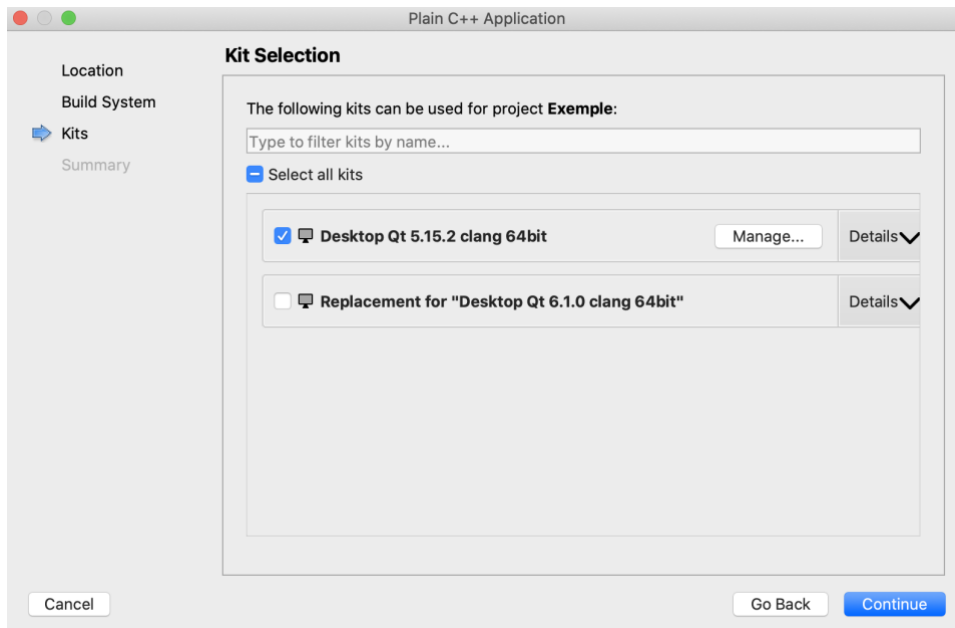 Plain C++ Application
Location
Build System
Kits
Summary
Kit Selection
The following kits can be used for project Exemple:
Type to filter kits by name...
Select all kits
Desktop Qt 5.15.2 clang 64bit Manage... Details
Replacement for "Desktop Qt 6.1.0 clang 64bit" Details
Cancel Go Back Continue